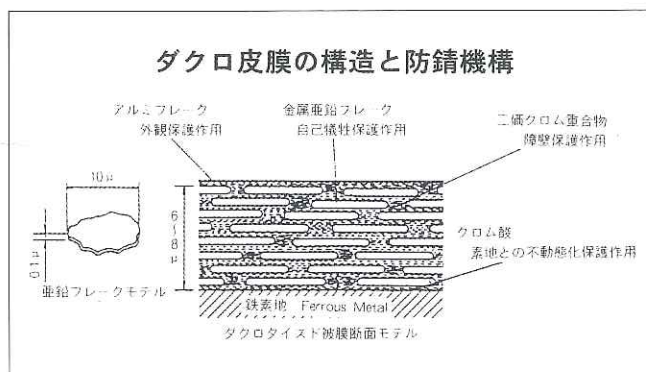 ダクロ皮膜の構造と防錆機構
アルミフレーク
外観保護作用
金属亜鉛フレーク
自己犠牲保護作用
二価クロム重合物
障壁保護作用
10μ
6~8μ
0.1μ
亜鉛フレークモデル
クロム酸
素地との不動態化保護作用
鉄素地 Ferrous Metal
ダクロタイズド被膜断面モデル